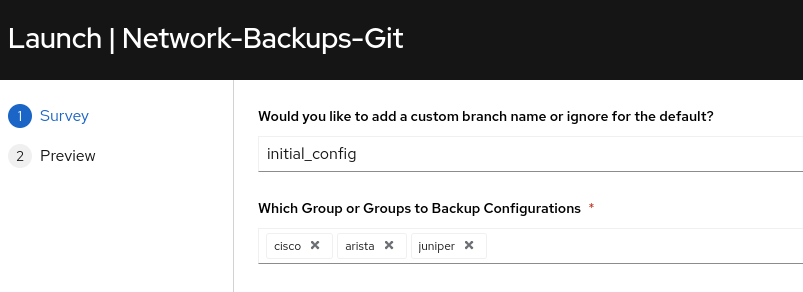 Launch | Network-Backups-Git
1 Survey
2 Preview
Would you like to add a custom branch name or ignore for the default?
initial_config
Which Group or Groups to Backup Configurations *
cisco × arista × juniper ×